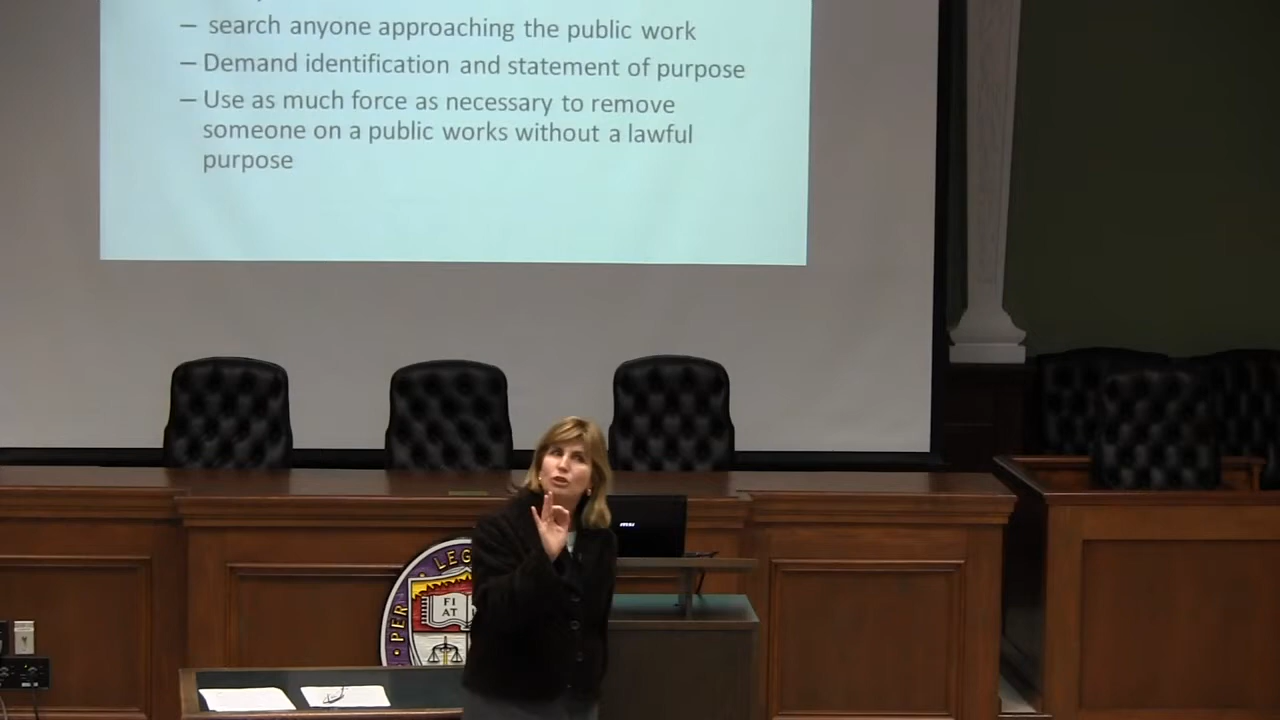 – search anyone approaching the public work
– Demand identification and statement of purpose
– Use as much force as necessary to remove
someone on a public works without a lawful
purpose
msi
PER LEG
FI
AT